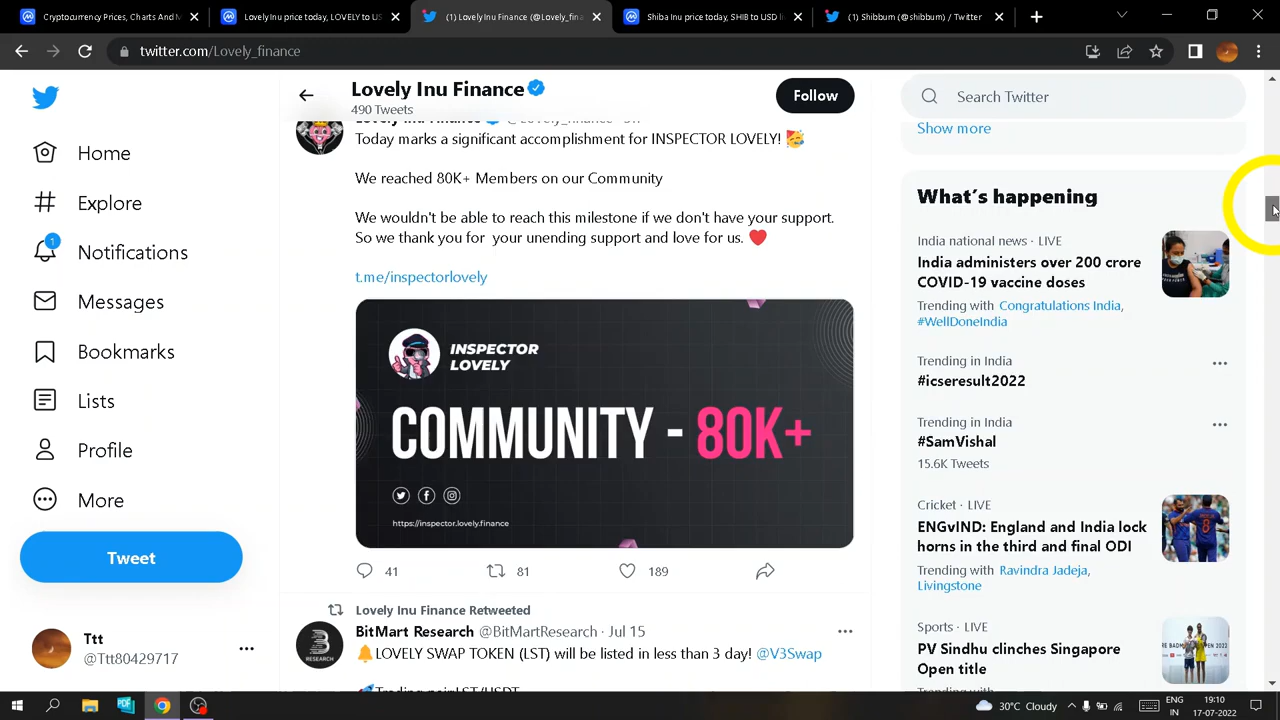 Cryptocurrency Prices, Charts And M
Lovely Inu price today, LOVELY to US
(1) Lovely Inu Finance (@Lovely_fina
Shiba Inu price today, SHIB to USD li
(1) Shibbum (@shibbum) / Twitter
twitter.com/Lovely_finance
Lovely Inu Finance
490 Tweets
Follow
Search Twitter
Home
Explore
1
Notifications
Messages
Bookmarks
Lists
Profile
More
Tweet
Ttt
@Ttt80429717
Lovely Inu Finance
Today marks a significant accomplishment for INSPECTOR LOVELY! 🥳
We reached 80K+ Members on our Community
We wouldn't be able to reach this milestone if we don't have your support.
So we thank you for your unending support and love for us. ❤️
t.me/inspectorlovely
INSPECTOR
LOVELY
COMMUNITY - 80K+
https://inspector.lovely.finance
41 81 189
Lovely Inu Finance Retweeted
BitMart Research @BitMartResearch · Jul 15
RESEARCH
🔔LOVELY SWAP TOKEN (LST) will be listed in less than 3 day! @V3Swap
Trading pair:LST/USDT
Show more
What's happening
India national news · LIVE
India administers over 200 crore
COVID-19 vaccine doses
Trending with Congratulations India,
#WellDoneIndia
Trending in India
#icseresult2022
Trending in India
#SamVishal
15.6K Tweets
Cricket · LIVE
ENGvIND: England and India lock
horns in the third and final ODI
Trending with Ravindra Jadeja,
Livingstone
Sports · LIVE
PV Sindhu clinches Singapore
Open title
Trending with
30°C Cloudy
ENG
IN
19:10
17-07-2022